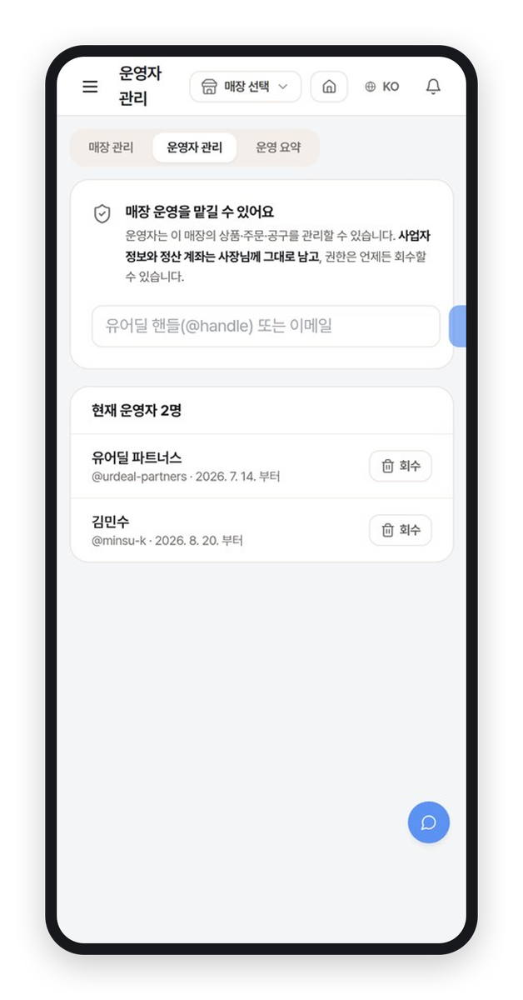 운영자
관리
매장 선택
KO
매장 관리
운영자 관리
운영 요약
매장 운영을 맡길 수 있어요
운영자는 이 매장의 상품·주문·공구를 관리할 수 있습니다. 사업자
정보와 정산 계좌는 사장님께 그대로 남고, 권한은 언제든 회수할
수 있습니다.
유어딜 핸들(@handle) 또는 이메일
현재 운영자 2명
유어딜 파트너스
@urdeal-partners · 2026. 7. 14. 부터
회수
김민수
@minsu-k · 2026. 8. 20. 부터
회수